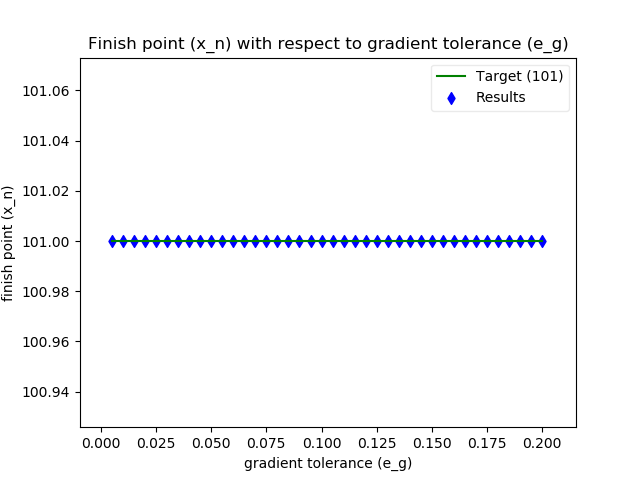 Finish point (x_n) with respect to gradient tolerance (e_g)
Target (101)
Results
101.06
101.04
101.02
101.00
100.98
100.96
100.94
finish point (x_n)
0.000 0.025 0.050 0.075 0.100 0.125 0.150 0.175 0.200
gradient tolerance (e_g)